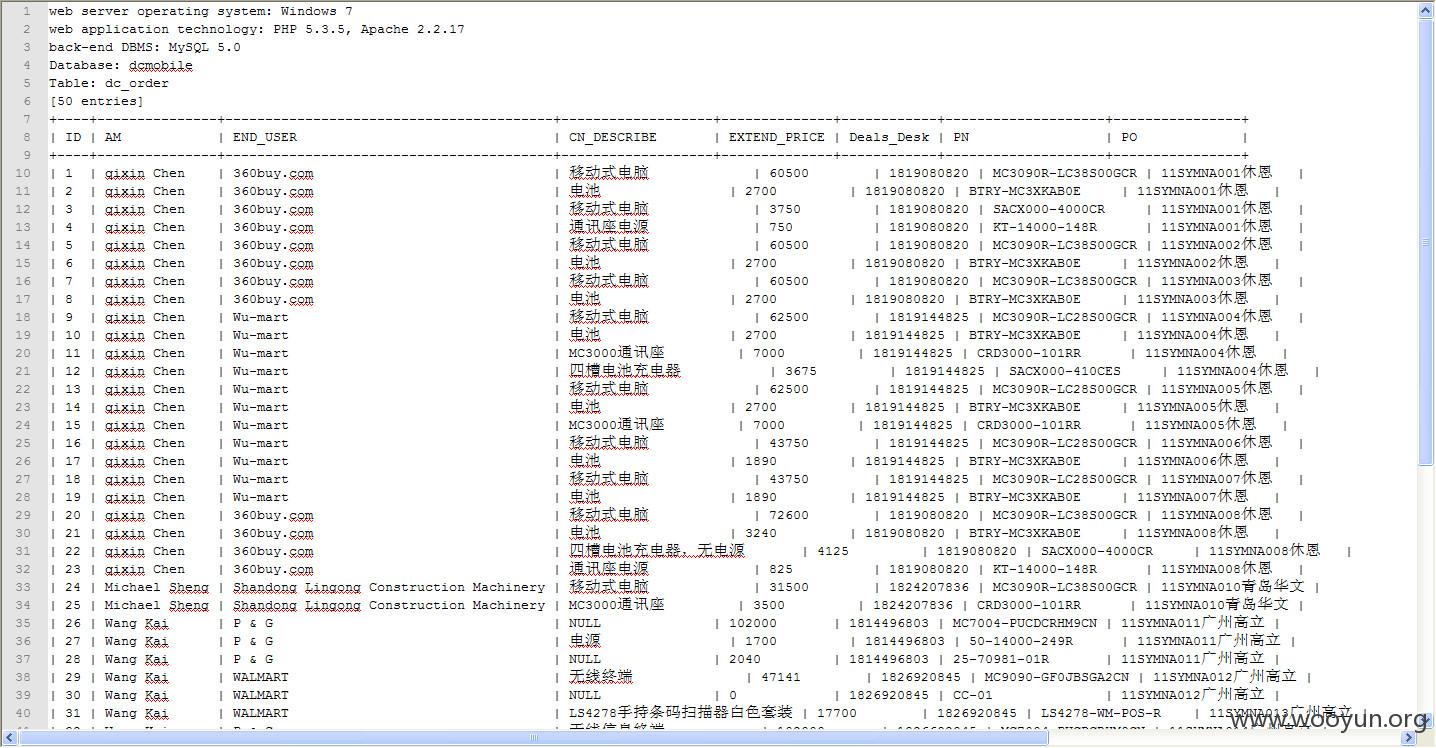 1 web server operating system: Windows 7
2 web application technology: PHP 5.3.5, Apache 2.2.17
3 back-end DBMS: MySQL 5.0
4 Database: dcmobile
5 Table: dc_order
6 [50 entries]
7 +----+--------------+-----------------------------------------+-------------------+--------------+------------+--------------------+----------------+
8 | ID | AM | END_USER | CN_DESCRIBE | EXTEND_PRICE | Deals_Desk | PN | PO |
9 +----+--------------+-----------------------------------------+-------------------+--------------+------------+--------------------+----------------+
10 | 1 | qixin Chen | 360buy.com | 移动式电脑 | 60500 | 1819080820 | MC3090R-LC38S00GCR | 11SYMNA001休恩 |
11 | 2 | qixin Chen | 360buy.com | 电池 | 2700 | 1819080820 | BTRY-MC3XKAB0E | 11SYMNA001休恩 |
12 | 3 | qixin Chen | 360buy.com | 移动式电脑 | 3750 | 1819080820 | SACX000-4000CR | 11SYMNA001休恩 |
13 | 4 | qixin Chen | 360buy.com | 通讯座电源 | 750 | 1819080820 | KT-14000-148R | 11SYMNA001休恩 |
14 | 5 | qixin Chen | 360buy.com | 移动式电脑 | 60500 | 1819080820 | MC3090R-LC38S00GCR | 11SYMNA002休恩 |
15 | 6 | qixin Chen | 360buy.com | 电池 | 2700 | 1819080820 | BTRY-MC3XKAB0E | 11SYMNA002休恩 |
16 | 7 | qixin Chen | 360buy.com | 移动式电脑 | 60500 | 1819080820 | MC3090R-LC38S00GCR | 11SYMNA003休恩 |
17 | 8 | qixin Chen | 360buy.com | 电池 | 2700 | 1819080820 | BTRY-MC3XKAB0E | 11SYMNA003休恩 |
18 | 9 | qixin Chen | Wu-mart | 移动式电脑 | 62500 | 1819144825 | MC3090R-LC28S00GCR | 11SYMNA004休恩 |
19 | 10 | qixin Chen | Wu-mart | 电池 | 2700 | 1819144825 | BTRY-MC3XKAB0E | 11SYMNA004休恩 |
20 | 11 | qixin Chen | Wu-mart | MC3000通讯座 | 7000 | 1819144825 | CRD3000-101RR | 11SYMNA004休恩 |
21 | 12 | qixin Chen | Wu-mart | 四槽电池充电器 | 3675 | 1819144825 | SACX000-410CES | 11SYMNA004休恩 |
22 | 13 | qixin Chen | Wu-mart | 移动式电脑 | 62500 | 1819144825 | MC3090R-LC28S00GCR | 11SYMNA005休恩 |
23 | 14 | qixin Chen | Wu-mart | 电池 | 2700 | 1819144825 | BTRY-MC3XKAB0E | 11SYMNA005休恩 |
24 | 15 | qixin Chen | Wu-mart | MC3000通讯座 | 7000 | 1819144825 | CRD3000-101RR | 11SYMNA005休恩 |
25 | 16 | qixin Chen | Wu-mart | 移动式电脑 | 43750 | 1819144825 | MC3090R-LC28S00GCR | 11SYMNA006休恩 |
26 | 17 | qixin Chen | Wu-mart | 电池 | 1890 | 1819144825 | BTRY-MC3XKAB0E | 11SYMNA006休恩 |
27 | 18 | qixin Chen | Wu-mart | 移动式电脑 | 43750 | 1819144825 | MC3090R-LC28S00GCR | 11SYMNA007休恩 |
28 | 19 | qixin Chen | Wu-mart | 电池 | 1890 | 1819144825 | BTRY-MC3XKAB0E | 11SYMNA007休恩 |
29 | 20 | qixin Chen | 360buy.com | 移动式电脑 | 72600 | 1819080820 | MC3090R-LC38S00GCR | 11SYMNA008休恩 |
30 | 21 | qixin Chen | 360buy.com | 电池 | 3240 | 1819080820 | BTRY-MC3XKAB0E | 11SYMNA008休恩 |
31 | 22 | qixin Chen | 360buy.com | 四槽电池充电器，无电源 | 4125 | 1819080820 | SACX000-4000CR | 11SYMNA008休恩 |
32 | 23 | qixin Chen | 360buy.com | 通讯座电源 | 825 | 1819080820 | KT-14000-148R | 11SYMNA008休恩 |
33 | 24 | Michael Sheng | Shandong Lingong Construction Machinery | 移动式电脑 | 31500 | 1824207836 | MC3090R-LC38S00GCR | 11SYMNA010青岛华文 |
34 | 25 | Michael Sheng | Shandong Lingong Construction Machinery | MC3000通讯座 | 3500 | 1824207836 | CRD3000-101RR | 11SYMNA010青岛华文 |
35 | 26 | Wang Kai | P & G | NULL | 102000 | 1814496803 | MC7004-PUCDCRHM9CN | 11SYMNA011广州高立 |
36 | 27 | Wang Kai | P & G | 电源 | 1700 | 1814496803 | 50-14000-249R | 11SYMNA011广州高立 |
37 | 28 | Wang Kai | P & G | NULL | 2040 | 1814496803 | 25-70981-01R | 11SYMNA011广州高立 |
38 | 29 | Wang Kai | WALMART | 无线终端 | 47141 | 1826920845 | MC9090-GF0JBSGA2CN | 11SYMNA012广州高立 |
39 | 30 | Wang Kai | WALMART | NULL | 0 | 1826920845 | CC-01 | 11SYMNA012广州高立 |
40 | 31 | Wang Kai | WALMART | LS4278手持条码扫描器白色套装 | 17700 | 1826920845 | LS4278-WM-POS-R | 11SYMNA013广州高立
www.wooyun.org